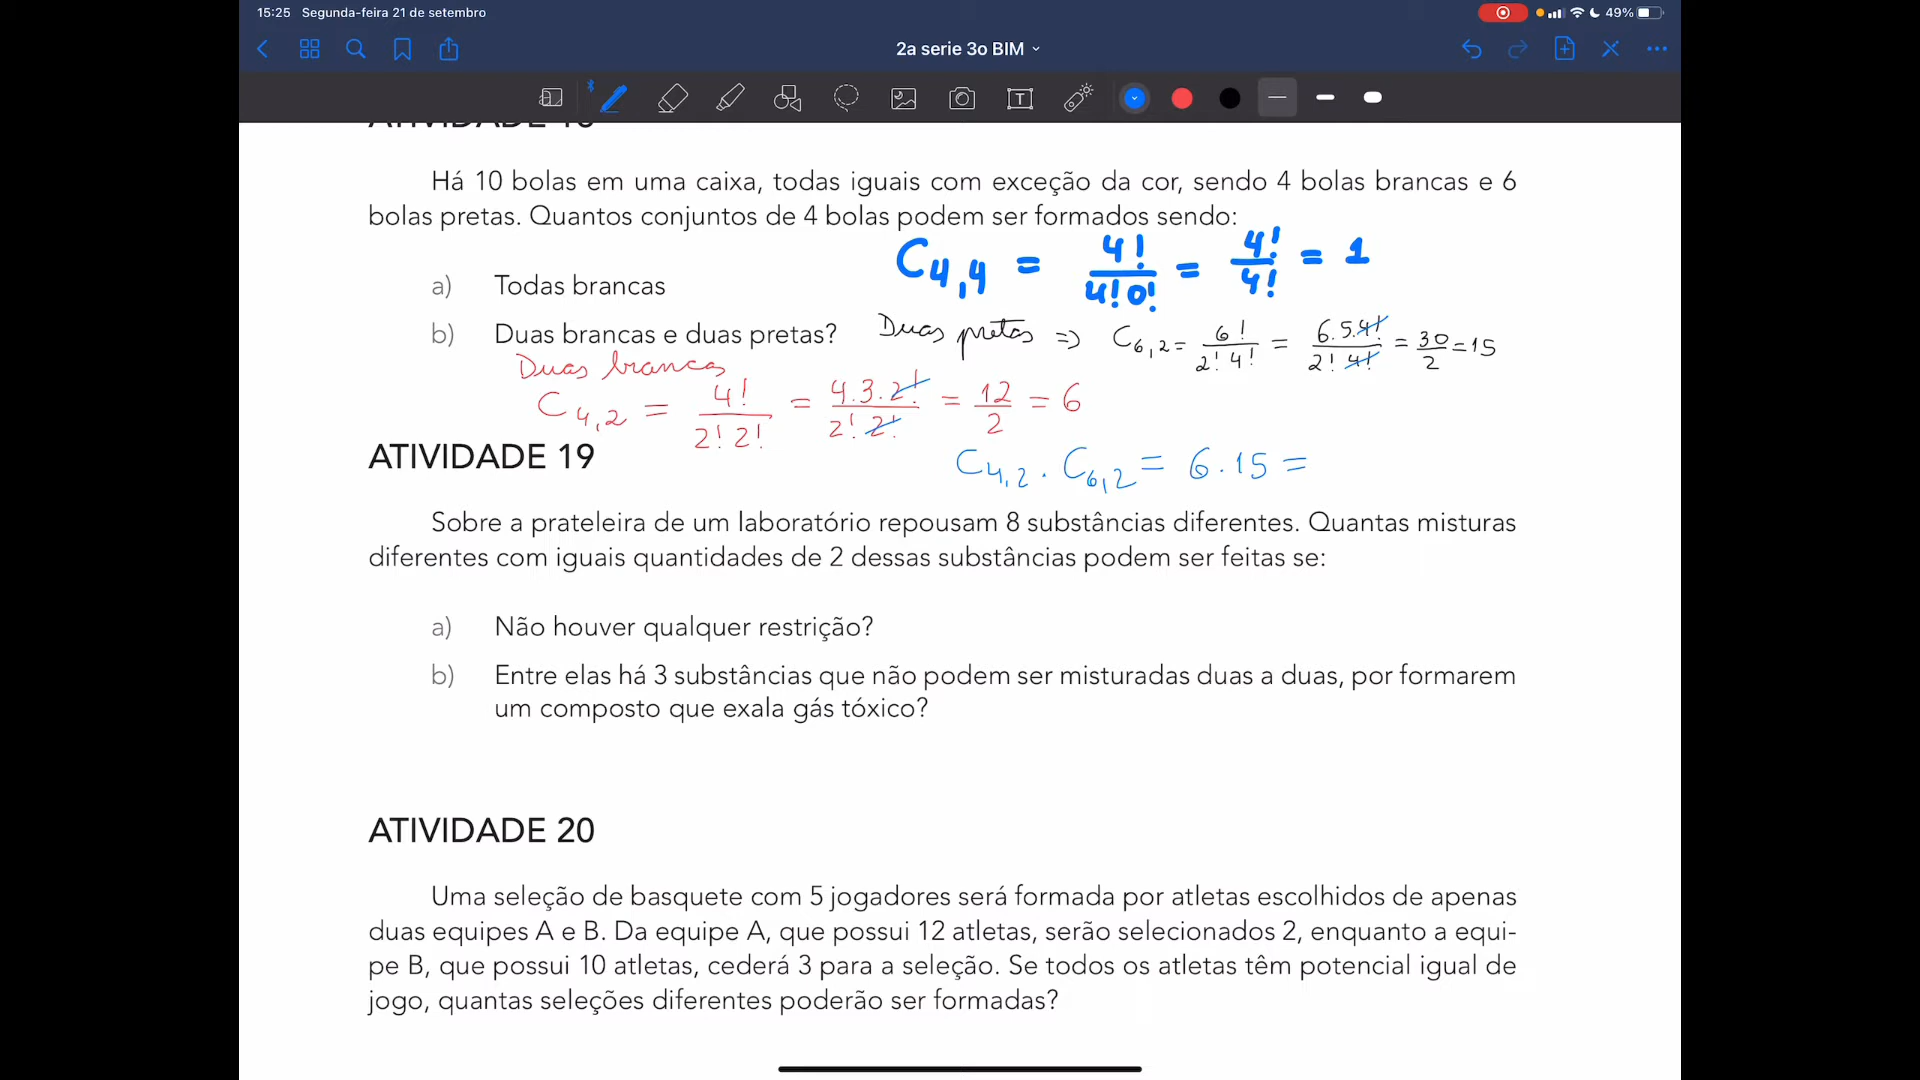 15:25 Segunda-feira 21 de setembro
49%
2a serie 3o BIM
T
ATIVIDADE 18
Há 10 bolas em uma caixa, todas iguais com exceção da cor, sendo 4 bolas brancas e 6
bolas pretas. Quantos conjuntos de 4 bolas podem ser formados sendo:
C4,4 = 4!/4!0! = 4!/4! = 1
a) Todas brancas
b) Duas brancas e duas pretas?
Duas pretas => C6,2 = 6!/2!4! = 6.5.4!/2!4! = 30/2 = 15
Duas brancas
C4,2 = 4!/2!2! = 4.3.2!/2!2! = 12/2 = 6
ATIVIDADE 19
C4,2 . C6,2 = 6.15 =
Sobre a prateleira de um laboratório repousam 8 substâncias diferentes. Quantas misturas
diferentes com iguais quantidades de 2 dessas substâncias podem ser feitas se:
a) Não houver qualquer restrição?
b) Entre elas há 3 substâncias que não podem ser misturadas duas a duas, por formarem
um composto que exala gás tóxico?
ATIVIDADE 20
Uma seleção de basquete com 5 jogadores será formada por atletas escolhidos de apenas
duas equipes A e B. Da equipe A, que possui 12 atletas, serão selecionados 2, enquanto a equi-
pe B, que possui 10 atletas, cederá 3 para a seleção. Se todos os atletas têm potencial igual de
jogo, quantas seleções diferentes poderão ser formadas?